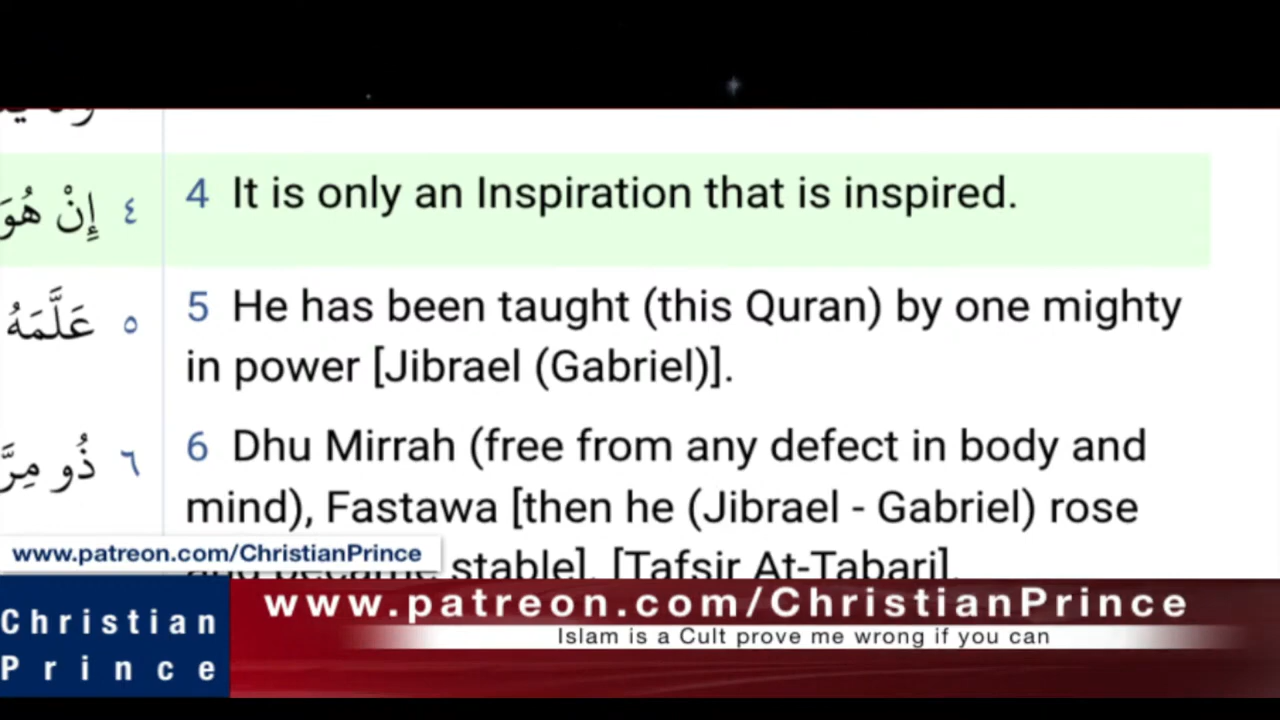 إِنْ هُوَ ٤
4 It is only an Inspiration that is inspired.
عَلَّمَهُ ٥
5 He has been taught (this Quran) by one mighty
in power [Jibrael (Gabriel)].
ذُو مِرَّ ٦
6 Dhu Mirrah (free from any defect in body and
mind), Fastawa [then he (Jibrael - Gabriel) rose
and became stable]. [Tafsir At-Tabari].
www.patreon.com/ChristianPrince
Christian
Prince
www.patreon.com/ChristianPrince
Islam is a Cult prove me wrong if you can